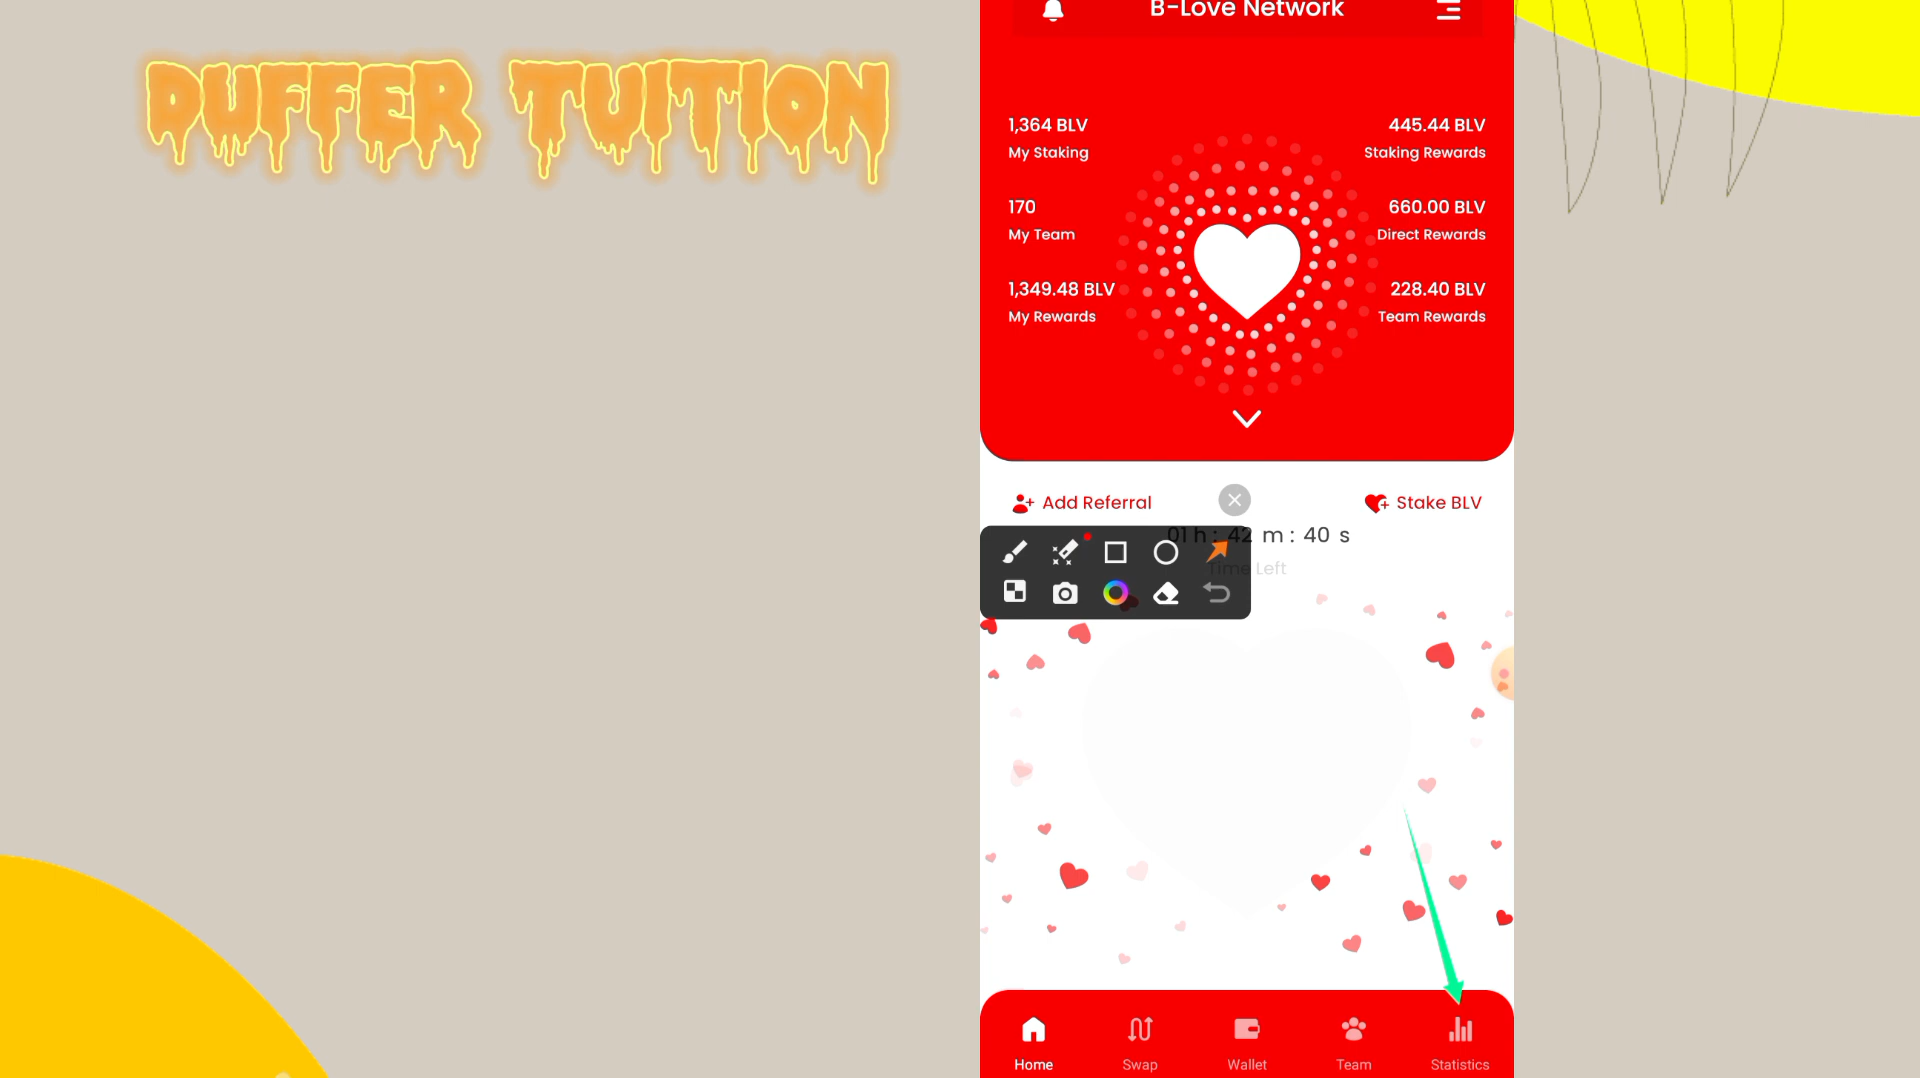 DUFFER TUITION
B-Love Network
1,364 BLV
My Staking
445.44 BLV
Staking Rewards
170
My Team
660.00 BLV
Direct Rewards
1,349.48 BLV
My Rewards
228.40 BLV
Team Rewards
Add Referral
Stake BLV
01 h : 42 m : 40 s
Time Left
Home
Swap
Wallet
Team
Statistics